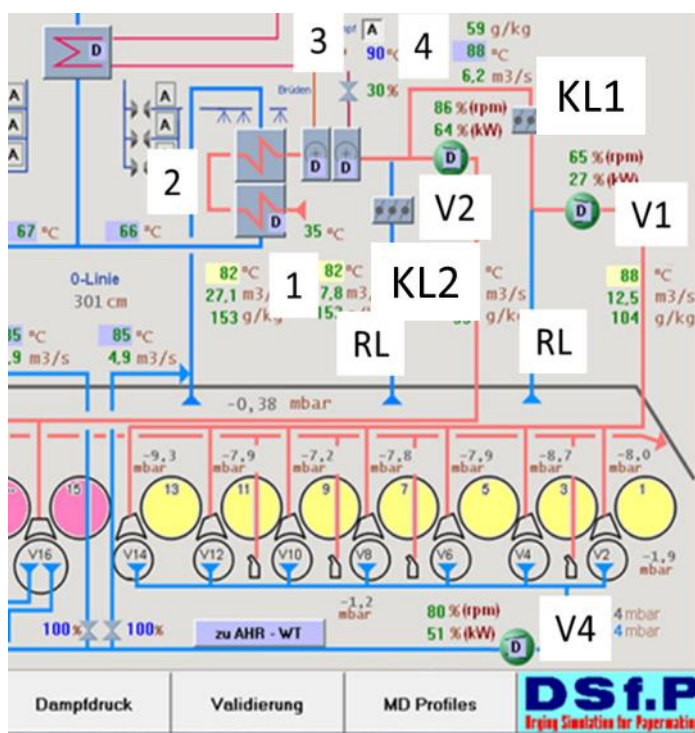 3
A
4
59 g/kg
90°C
88 °C
6,2 m3/s
Brüden
30%
KL1
D
A
A
A
A
A
A
86 %(rpm)
64 %(kW)
65 %(rpm)
27 %(kW)
D
D
D
2
D
V2
D
V1
67 °C
66 °C
D
35 °C
0-Linie
301 cm
82 °C
27,1 m3/s
153 g/kg
1
82 °C
7,8 m3/s
g/kg
KL2
°C
m3/s
g/kg
88 °C
12,5 m3/s
104 g/kg
85 °C
4,9 m3/s
°C
m3/s
RL
RL
-0,38 mbar
-9,3 mbar
-7,9 mbar
-7,2 mbar
-7,8 mbar
-7,9 mbar
-8,7 mbar
-8,0 mbar
15
13
11
9
7
5
3
1
V16
V14
V12
V10
V8
V6
V4
V2
-1,9 mbar
-1,2 mbar
100%
100%
zu AHR - WT
80 %(rpm)
51 %(kW)
D
V4
4 mbar
4 mbar
Dampfdruck
Validierung
MD Profiles
DSf.P
Drying Simulation for Papermakin